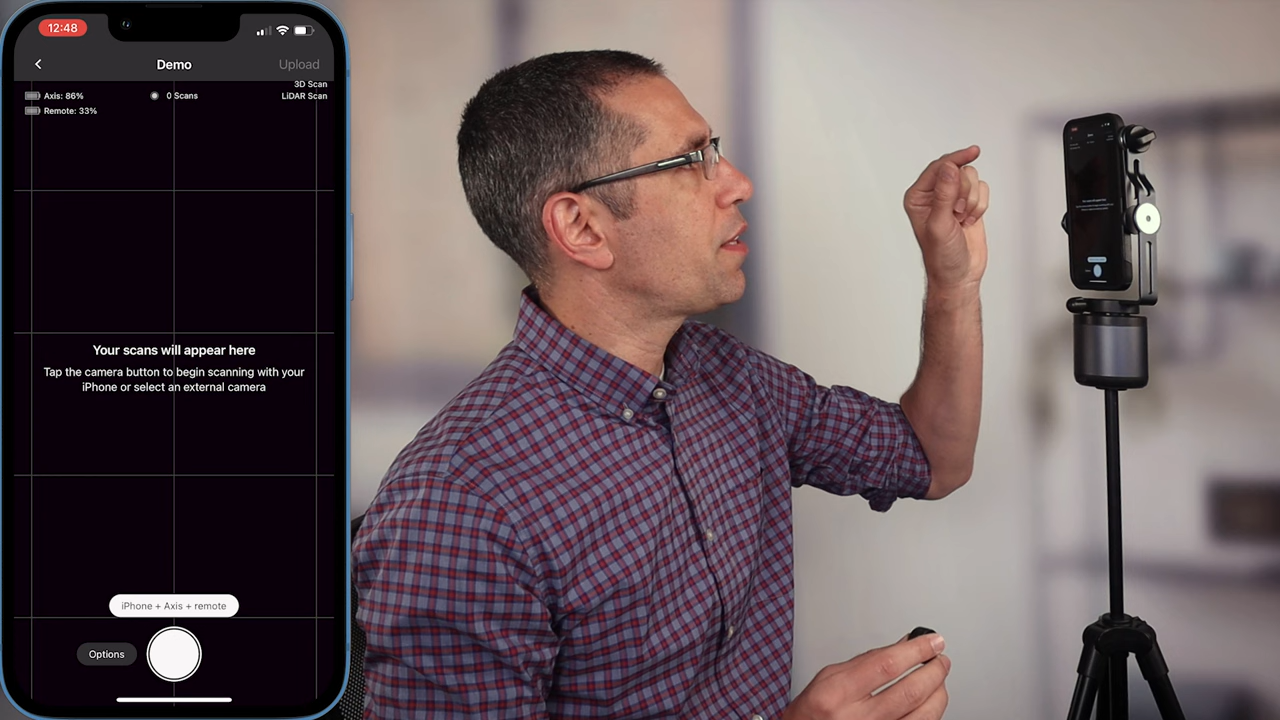 12:48
Demo
Upload
3D Scan
Axis: 86%
0 Scans
LiDAR Scan
Remote: 33%
Your scans will appear here
Tap the camera button to begin scanning with your
iPhone or select an external camera
iPhone + Axis + remote
Options